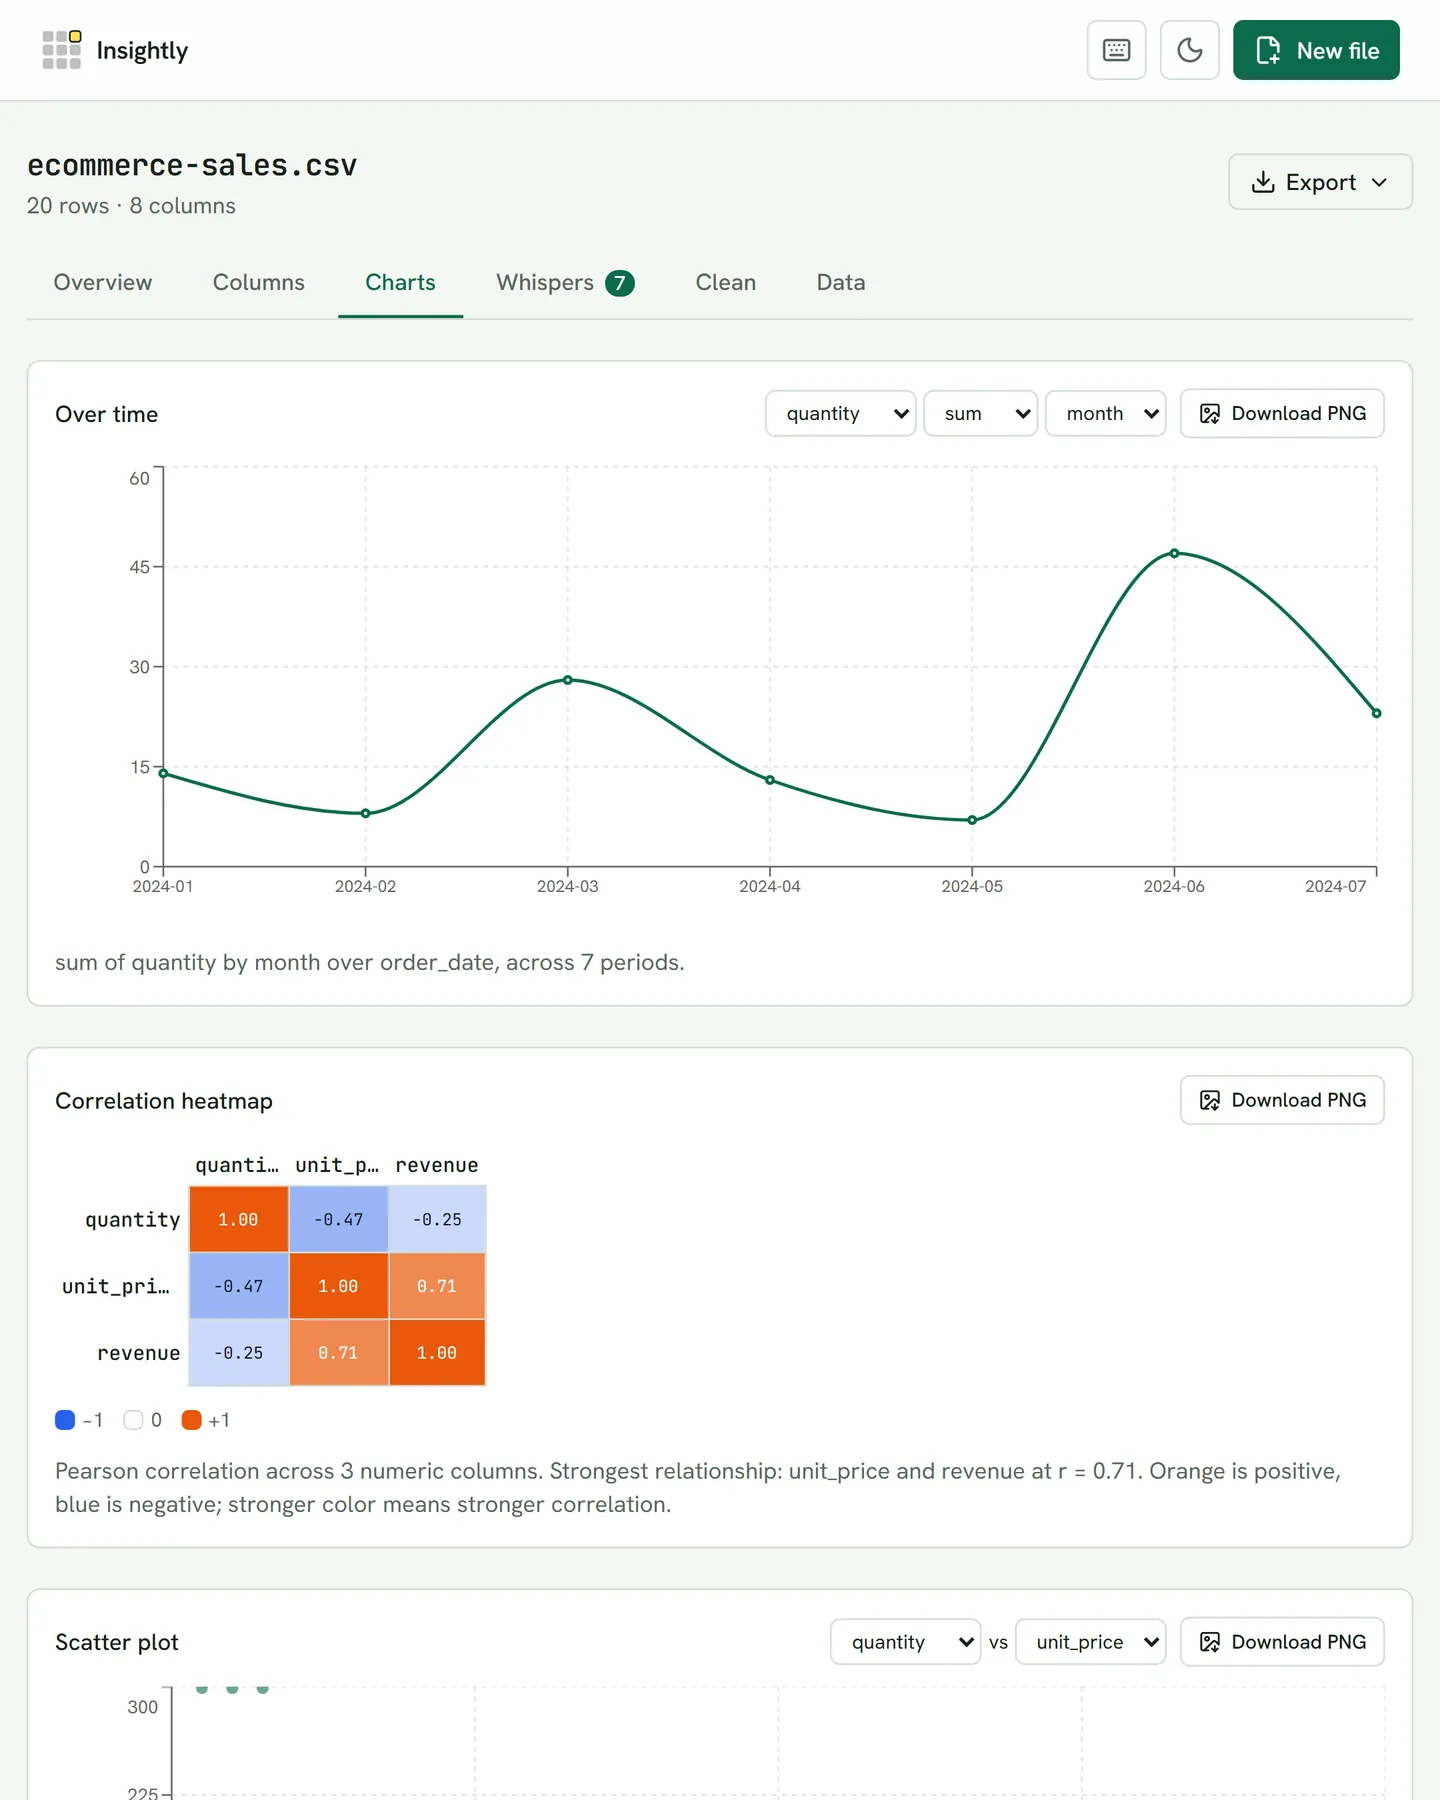 Insightly
New file
ecommerce-sales.csv
20 rows · 8 columns
Export
Overview Columns Charts Whispers 7 Clean Data
Over time
quantity sum month Download PNG
60
45
30
15
0
2024-01 2024-02 2024-03 2024-04 2024-05 2024-06 2024-07
sum of quantity by month over order_date, across 7 periods.
Correlation heatmap
Download PNG
quanti… unit_p… revenue
quantity 1.00 -0.47 -0.25
unit_pri… -0.47 1.00 0.71
revenue -0.25 0.71 1.00
−1 0 +1
Pearson correlation across 3 numeric columns. Strongest relationship: unit_price and revenue at r = 0.71. Orange is positive,
blue is negative; stronger color means stronger correlation.
Scatter plot
quantity vs unit_price Download PNG
300
225